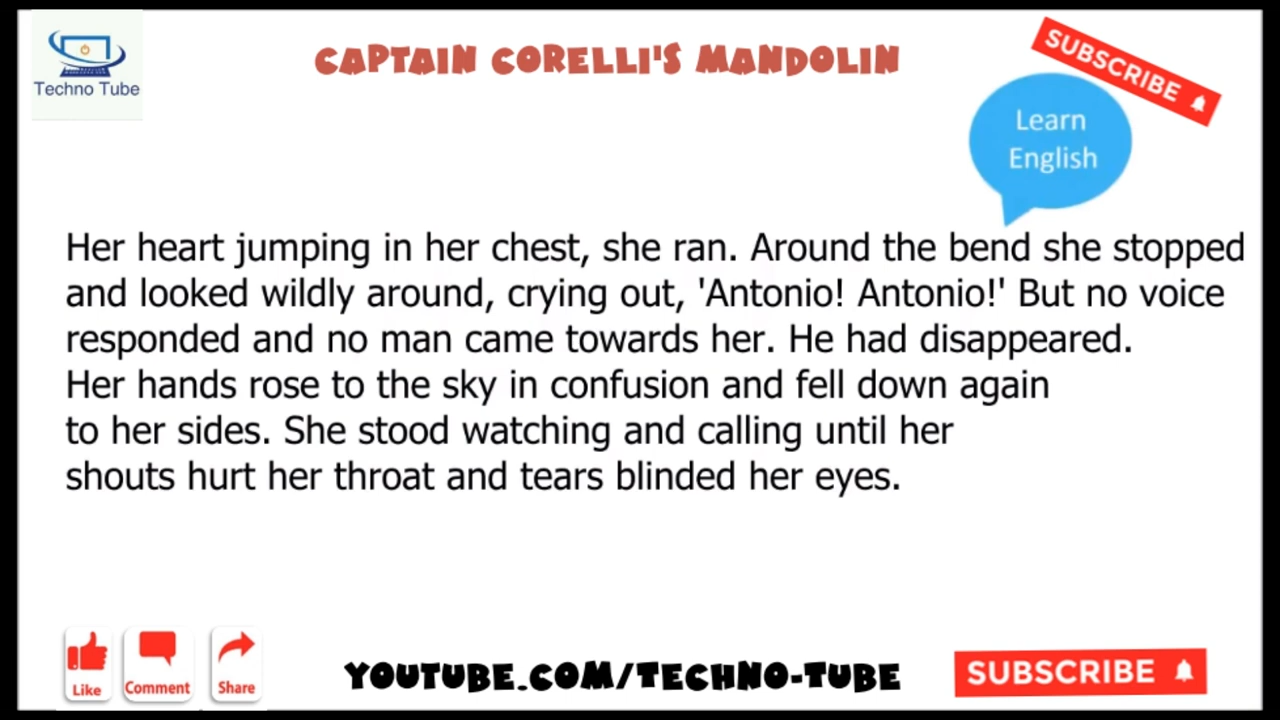 CAPTAIN CORELLI'S MANDOLIN
SUBSCRIBE
Techno Tube
Learn
English
Her heart jumping in her chest, she ran. Around the bend she stopped
and looked wildly around, crying out, 'Antonio! Antonio!' But no voice
responded and no man came towards her. He had disappeared.
Her hands rose to the sky in confusion and fell down again
to her sides. She stood watching and calling until her
shouts hurt her throat and tears blinded her eyes.
Like
Comment
Share
YOUTUBE.COM/TECHNO-TUBE
SUBSCRIBE